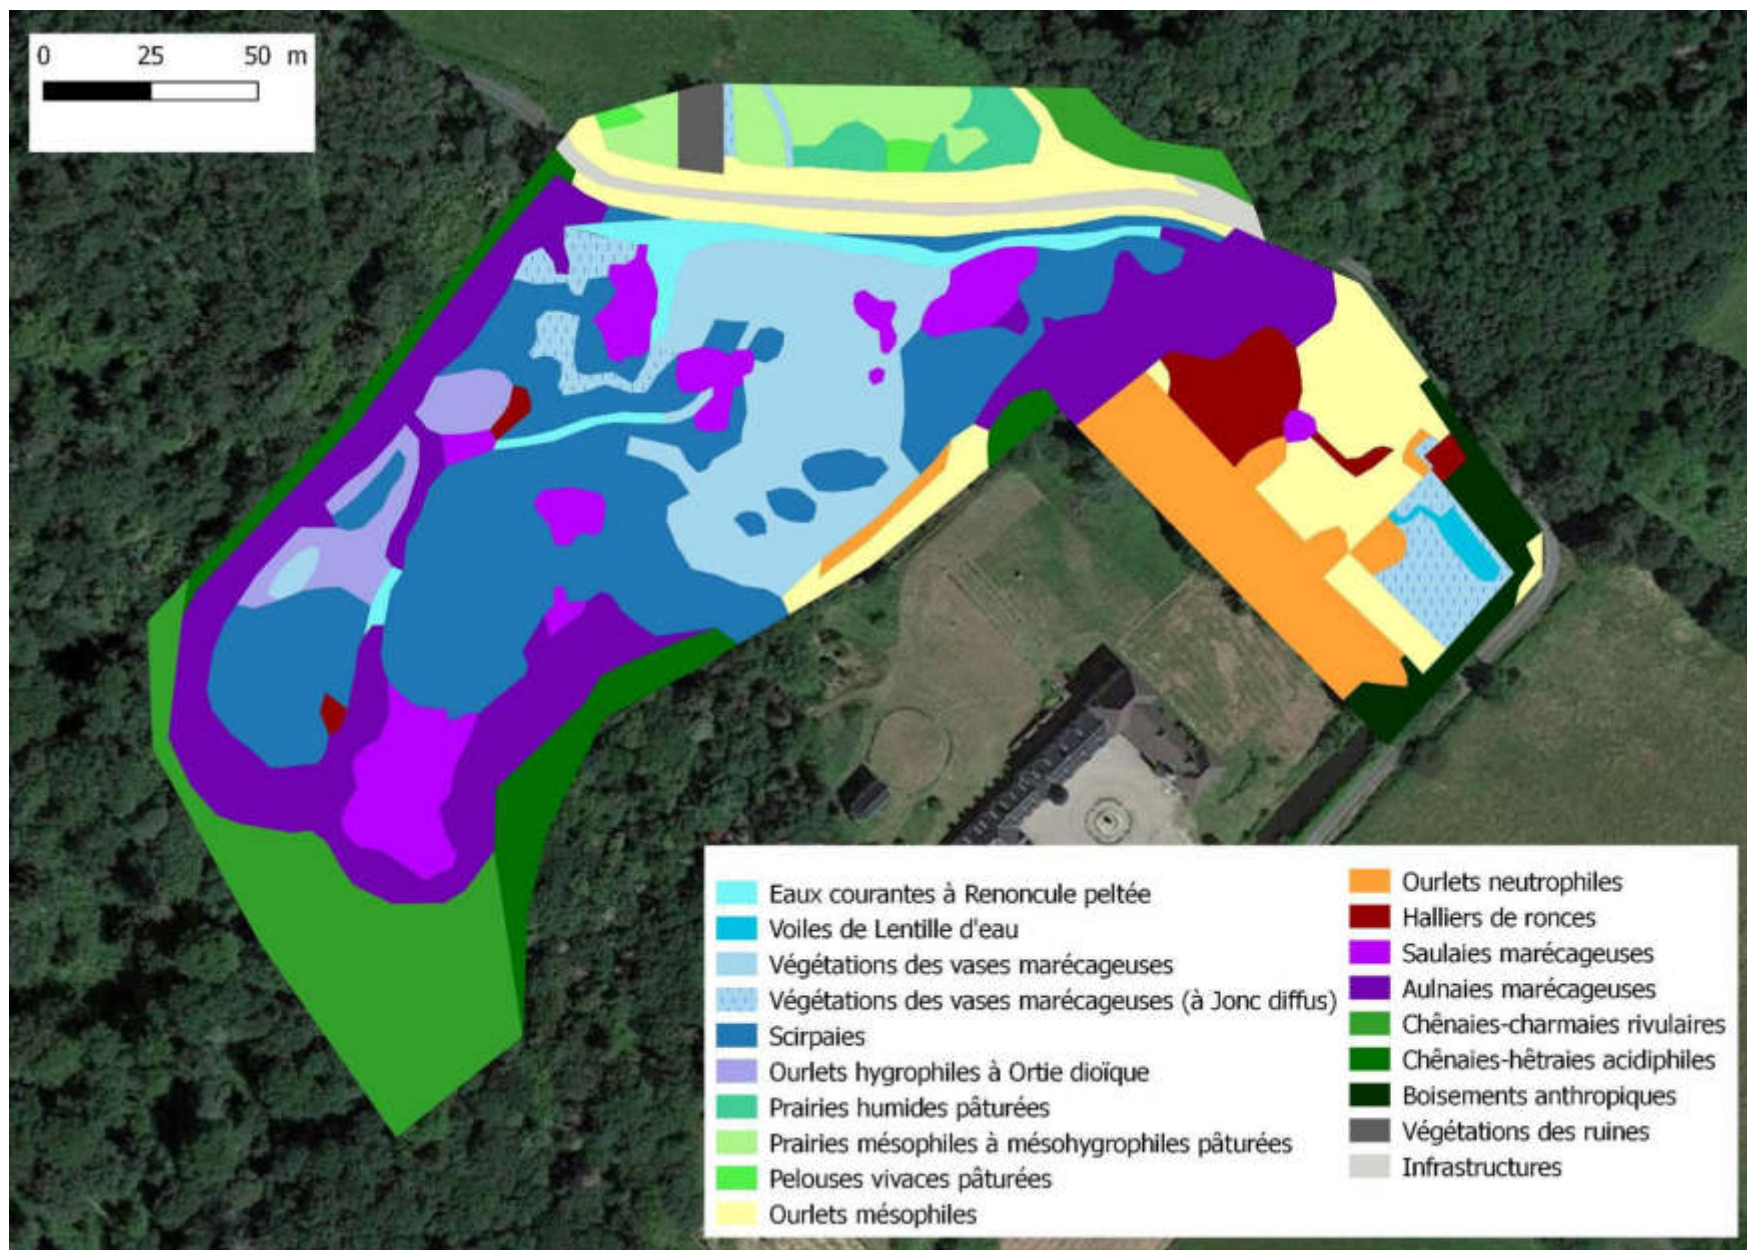 0 25 50 m
Eaux courantes à Renoncule peltée
Voiles de Lentille d'eau
Végétations des vases marécageuses
Végétations des vases marécageuses (à Jonc diffus)
Scirpaies
Ourlets hygrophiles à Ortie dioïque
Prairies humides pâturées
Prairies mésophiles à mésohygrophiles pâturées
Pelouses vivaces pâturées
Ourlets mésophiles
Ourlets neutrophiles
Halliers de ronces
Saulaies marécageuses
Aulnaies marécageuses
Chênaies-charmaies rivulaires
Chênaies-hêtraies acidiphiles
Boisements anthropiques
Végétations des ruines
Infrastructures